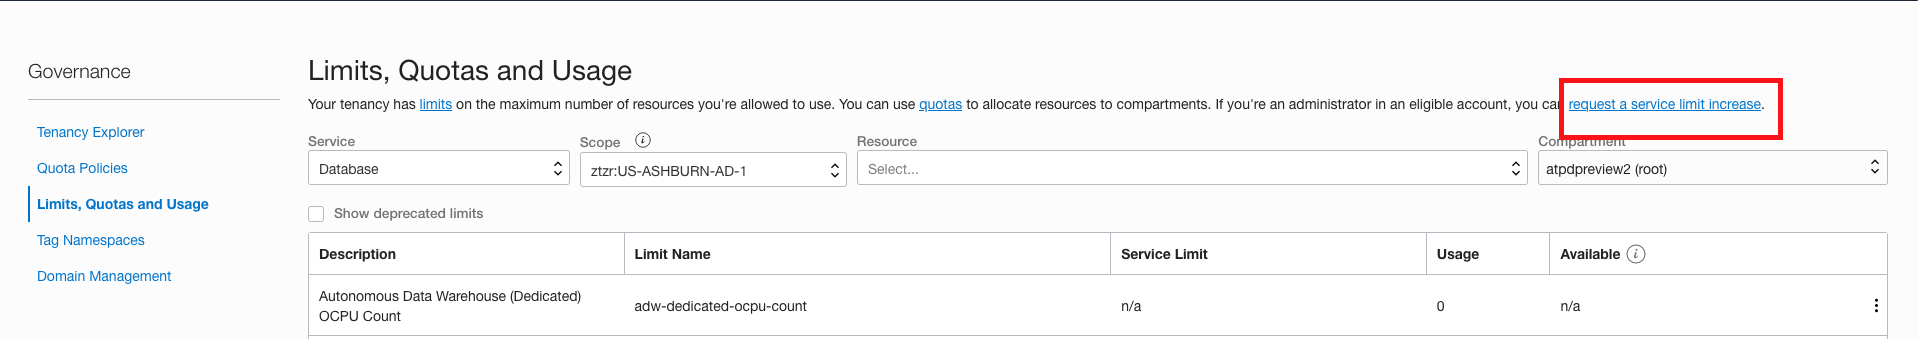 Governance
Tenancy Explorer
Quota Policies
Limits, Quotas and Usage
Tag Namespaces
Domain Management
Limits, Quotas and Usage
Your tenancy has limits on the maximum number of resources you're allowed to use. You can use quotas to allocate resources to compartments. If you're an administrator in an eligible account, you can request a service limit increase.
Service
Database
Scope
ztzr:US-ASHBURN-AD-1
Resource
Select...
Compartment
atpdpreview2 (root)
Show deprecated limits
Description Limit Name Service Limit Usage Available
Autonomous Data Warehouse (Dedicated) adw-dedicated-ocpu-count n/a 0 n/a
OCPU Count